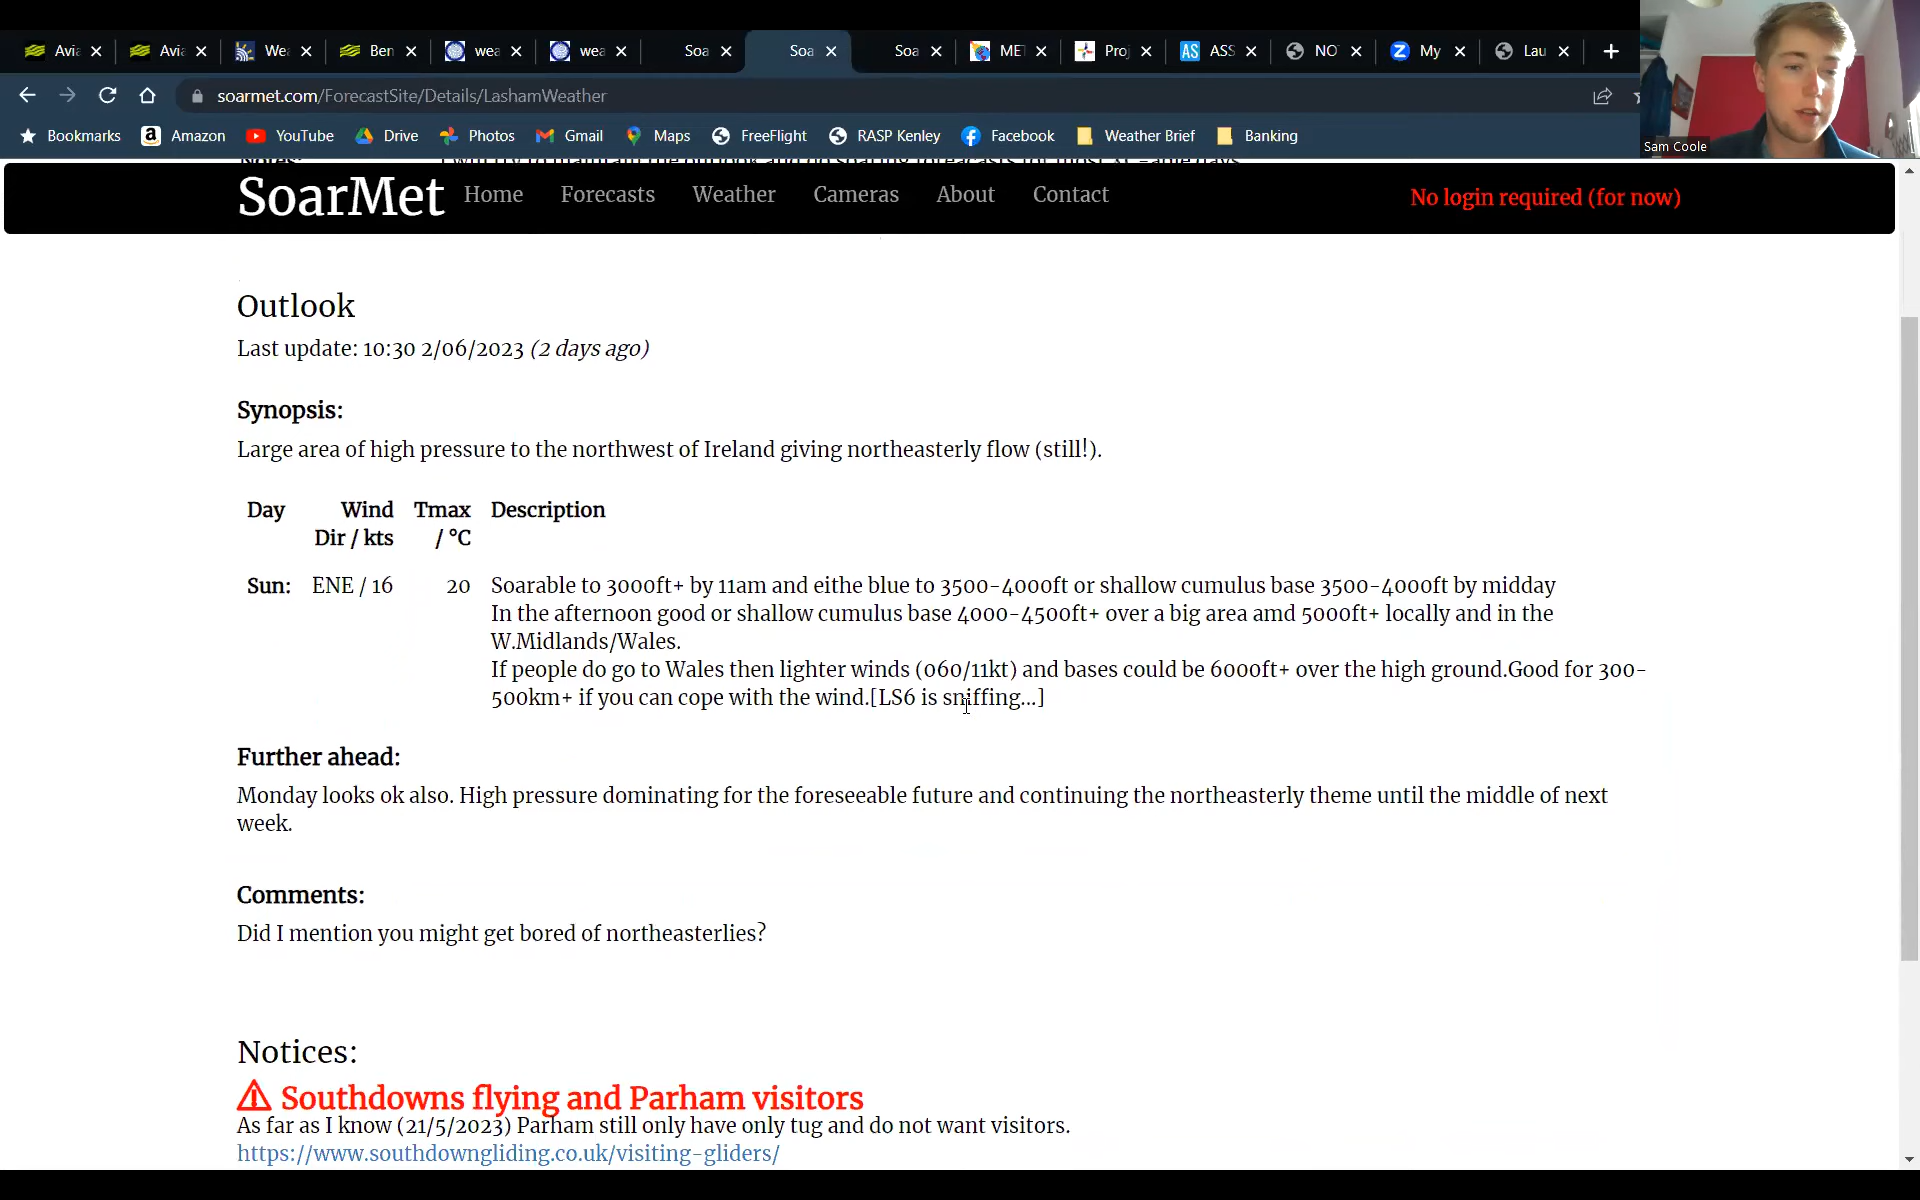 Avia
Avia
Wea
Ben
wea
wea
Soa
Soa
Soa
ME
Proj
AS ASS
NO
Z My
Lau
soarmet.com/ForecastSite/Details/LashamWeather
Bookmarks
Amazon
YouTube
Drive
Photos
Gmail
Maps
FreeFlight
RASP Kenley
Facebook
Weather Brief
Banking
Sam Coole
SoarMet
Home
Forecasts
Weather
Cameras
About
Contact
No login required (for now)
Outlook
Last update: 10:30 2/06/2023 (2 days ago)
Synopsis:
Large area of high pressure to the northwest of Ireland giving northeasterly flow (still!).
Day Wind Tmax Description
Dir / kts / °C
Sun: ENE / 16 20 Soarable to 3000ft+ by 11am and eithe blue to 3500-4000ft or shallow cumulus base 3500-4000ft by midday
In the afternoon good or shallow cumulus base 4000-4500ft+ over a big area amd 5000ft+ locally and in the
W.Midlands/Wales.
If people do go to Wales then lighter winds (060/11kt) and bases could be 6000ft+ over the high ground.Good for 300-
500km+ if you can cope with the wind.[LS6 is sniffing...]
Further ahead:
Monday looks ok also. High pressure dominating for the foreseeable future and continuing the northeasterly theme until the middle of next
week.
Comments:
Did I mention you might get bored of northeasterlies?
Notices:
Southdowns flying and Parham visitors
As far as I know (21/5/2023) Parham still only have only tug and do not want visitors.
https://www.southdowngliding.co.uk/visiting-gliders/